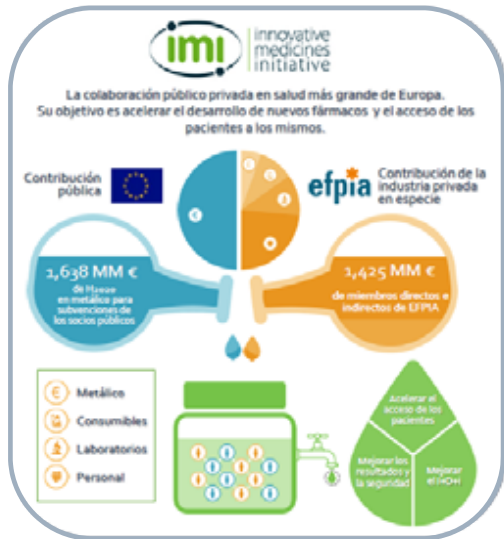 imi
innovative
medicines
initiative
La colaboración público privada en salud más grande de Europa.
Su objetivo es acelerar el desarrollo de nuevos fármacos y el acceso de los
pacientes a los mismos.
Contribución
pública
efpia
Contribución de la
industria privada
en especie
1,638 MM €
de H2020
en metálico para
subvenciones de
los socios públicos
1,425 MM €
de miembros directos e
indirectos de EFPIA
Metálico
Consumibles
Laboratorios
Personal
Acelerar el
acceso de los
pacientes
Mejorar los
resultados y
la seguridad
Mejorar
el I+D+i